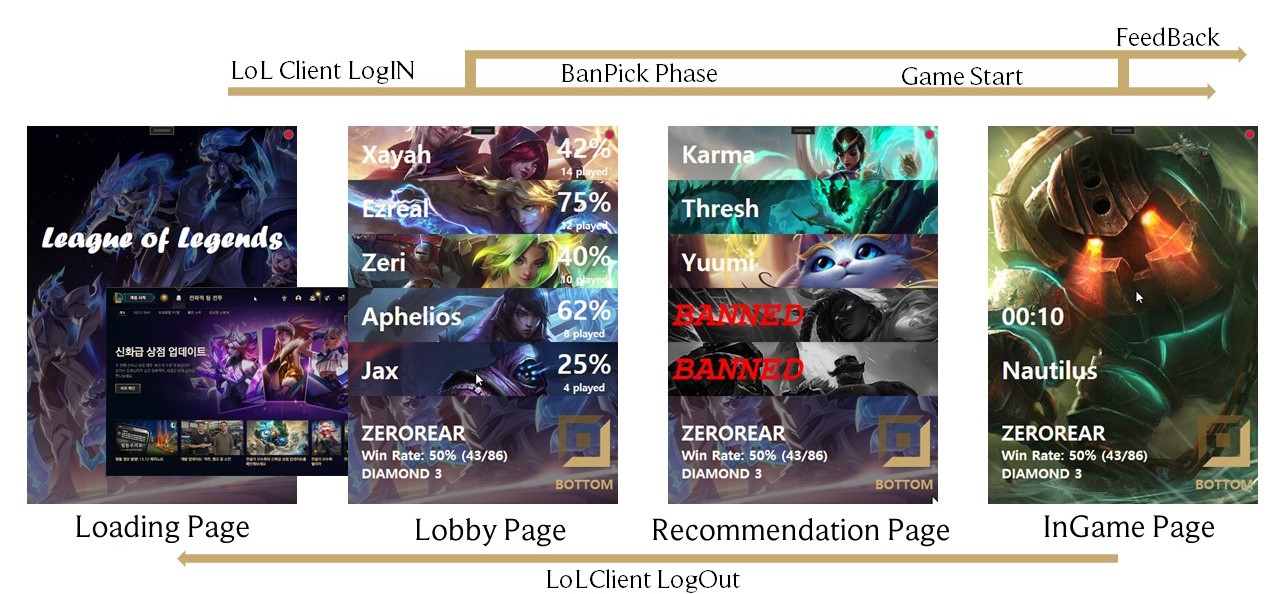 FeedBack
LoL Client LogIN
BanPick Phase
Game Start
League of Legends
신화급 상점 업데이트
Xayah
42%
14 played
Ezreal
75%
12 played
Zeri
40%
10 played
Aphelios
62%
8 played
Jax
25%
4 played
ZEROREAR
Win Rate: 50% (43/86)
DIAMOND 3
BOTTOM
Karma
Thresh
Yuumi
BANNED
BANNED
ZEROREAR
Win Rate: 50% (43/86)
DIAMOND 3
BOTTOM
00:10
Nautilus
ZEROREAR
Win Rate: 50% (43/86)
DIAMOND 3
BOTTOM
Loading Page
Lobby Page
Recommendation Page
InGame Page
LoLClient LogOut